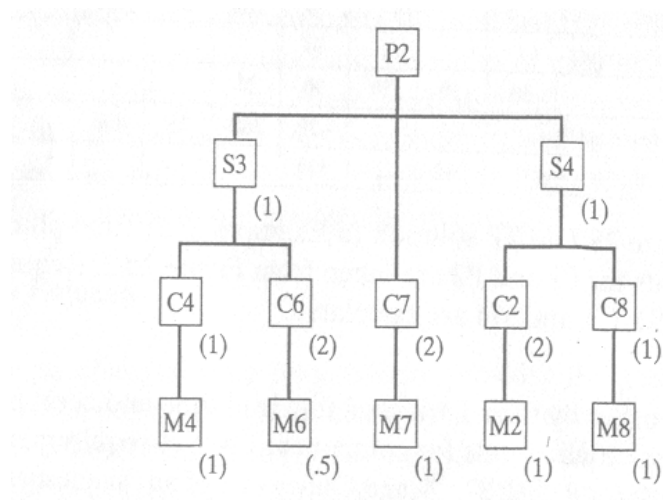 P2
S3 S4
(1) (1)
C4 C6 C7 C2 C8
(1) (2) (2) (2) (1)
M4 M6 M7 M2 M8
(1) (.5) (1) (1) (1)